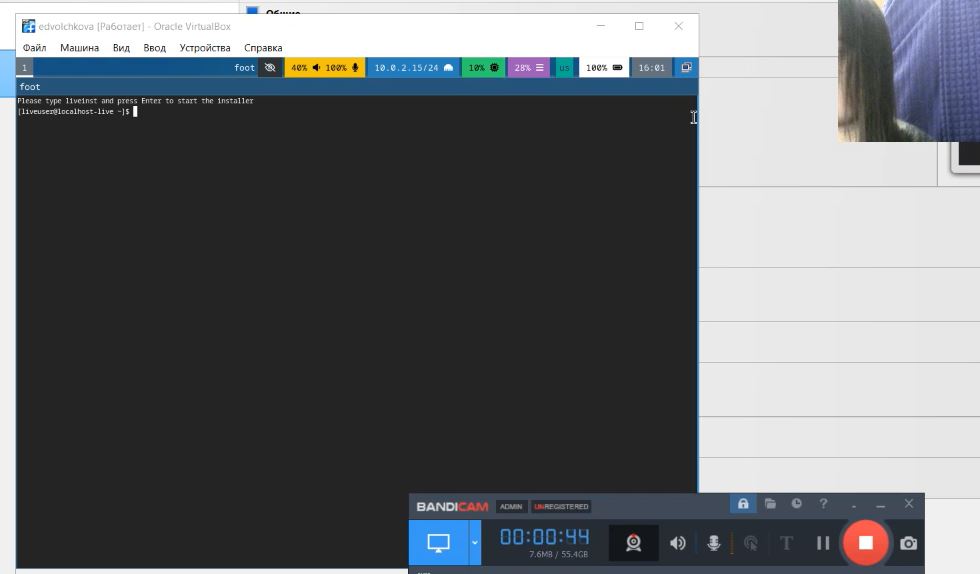 Общие
edvolchkova [Работает] - Oracle VirtualBox
Файл Машина Вид Ввод Устройства Справка
1 foot 40% 100% 10.0.2.15/24 10% 28% us 100% 16:01
foot
Please type liveinst and press Enter to start the installer
[liveuser@localhost-live ~]$
BANDICAM ADMIN UNREGISTERED ?
00:00:44
7.6MB / 55.4GB
T